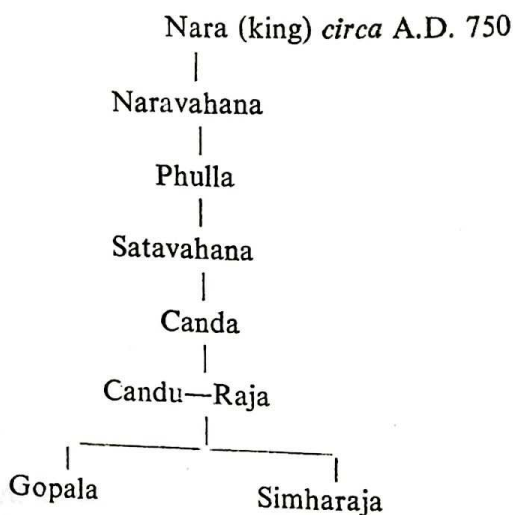 Nara (king) circa A.D. 750
Naravahana
Phulla
Satavahana
Canda
Candu—Raja
Gopala Simharaja